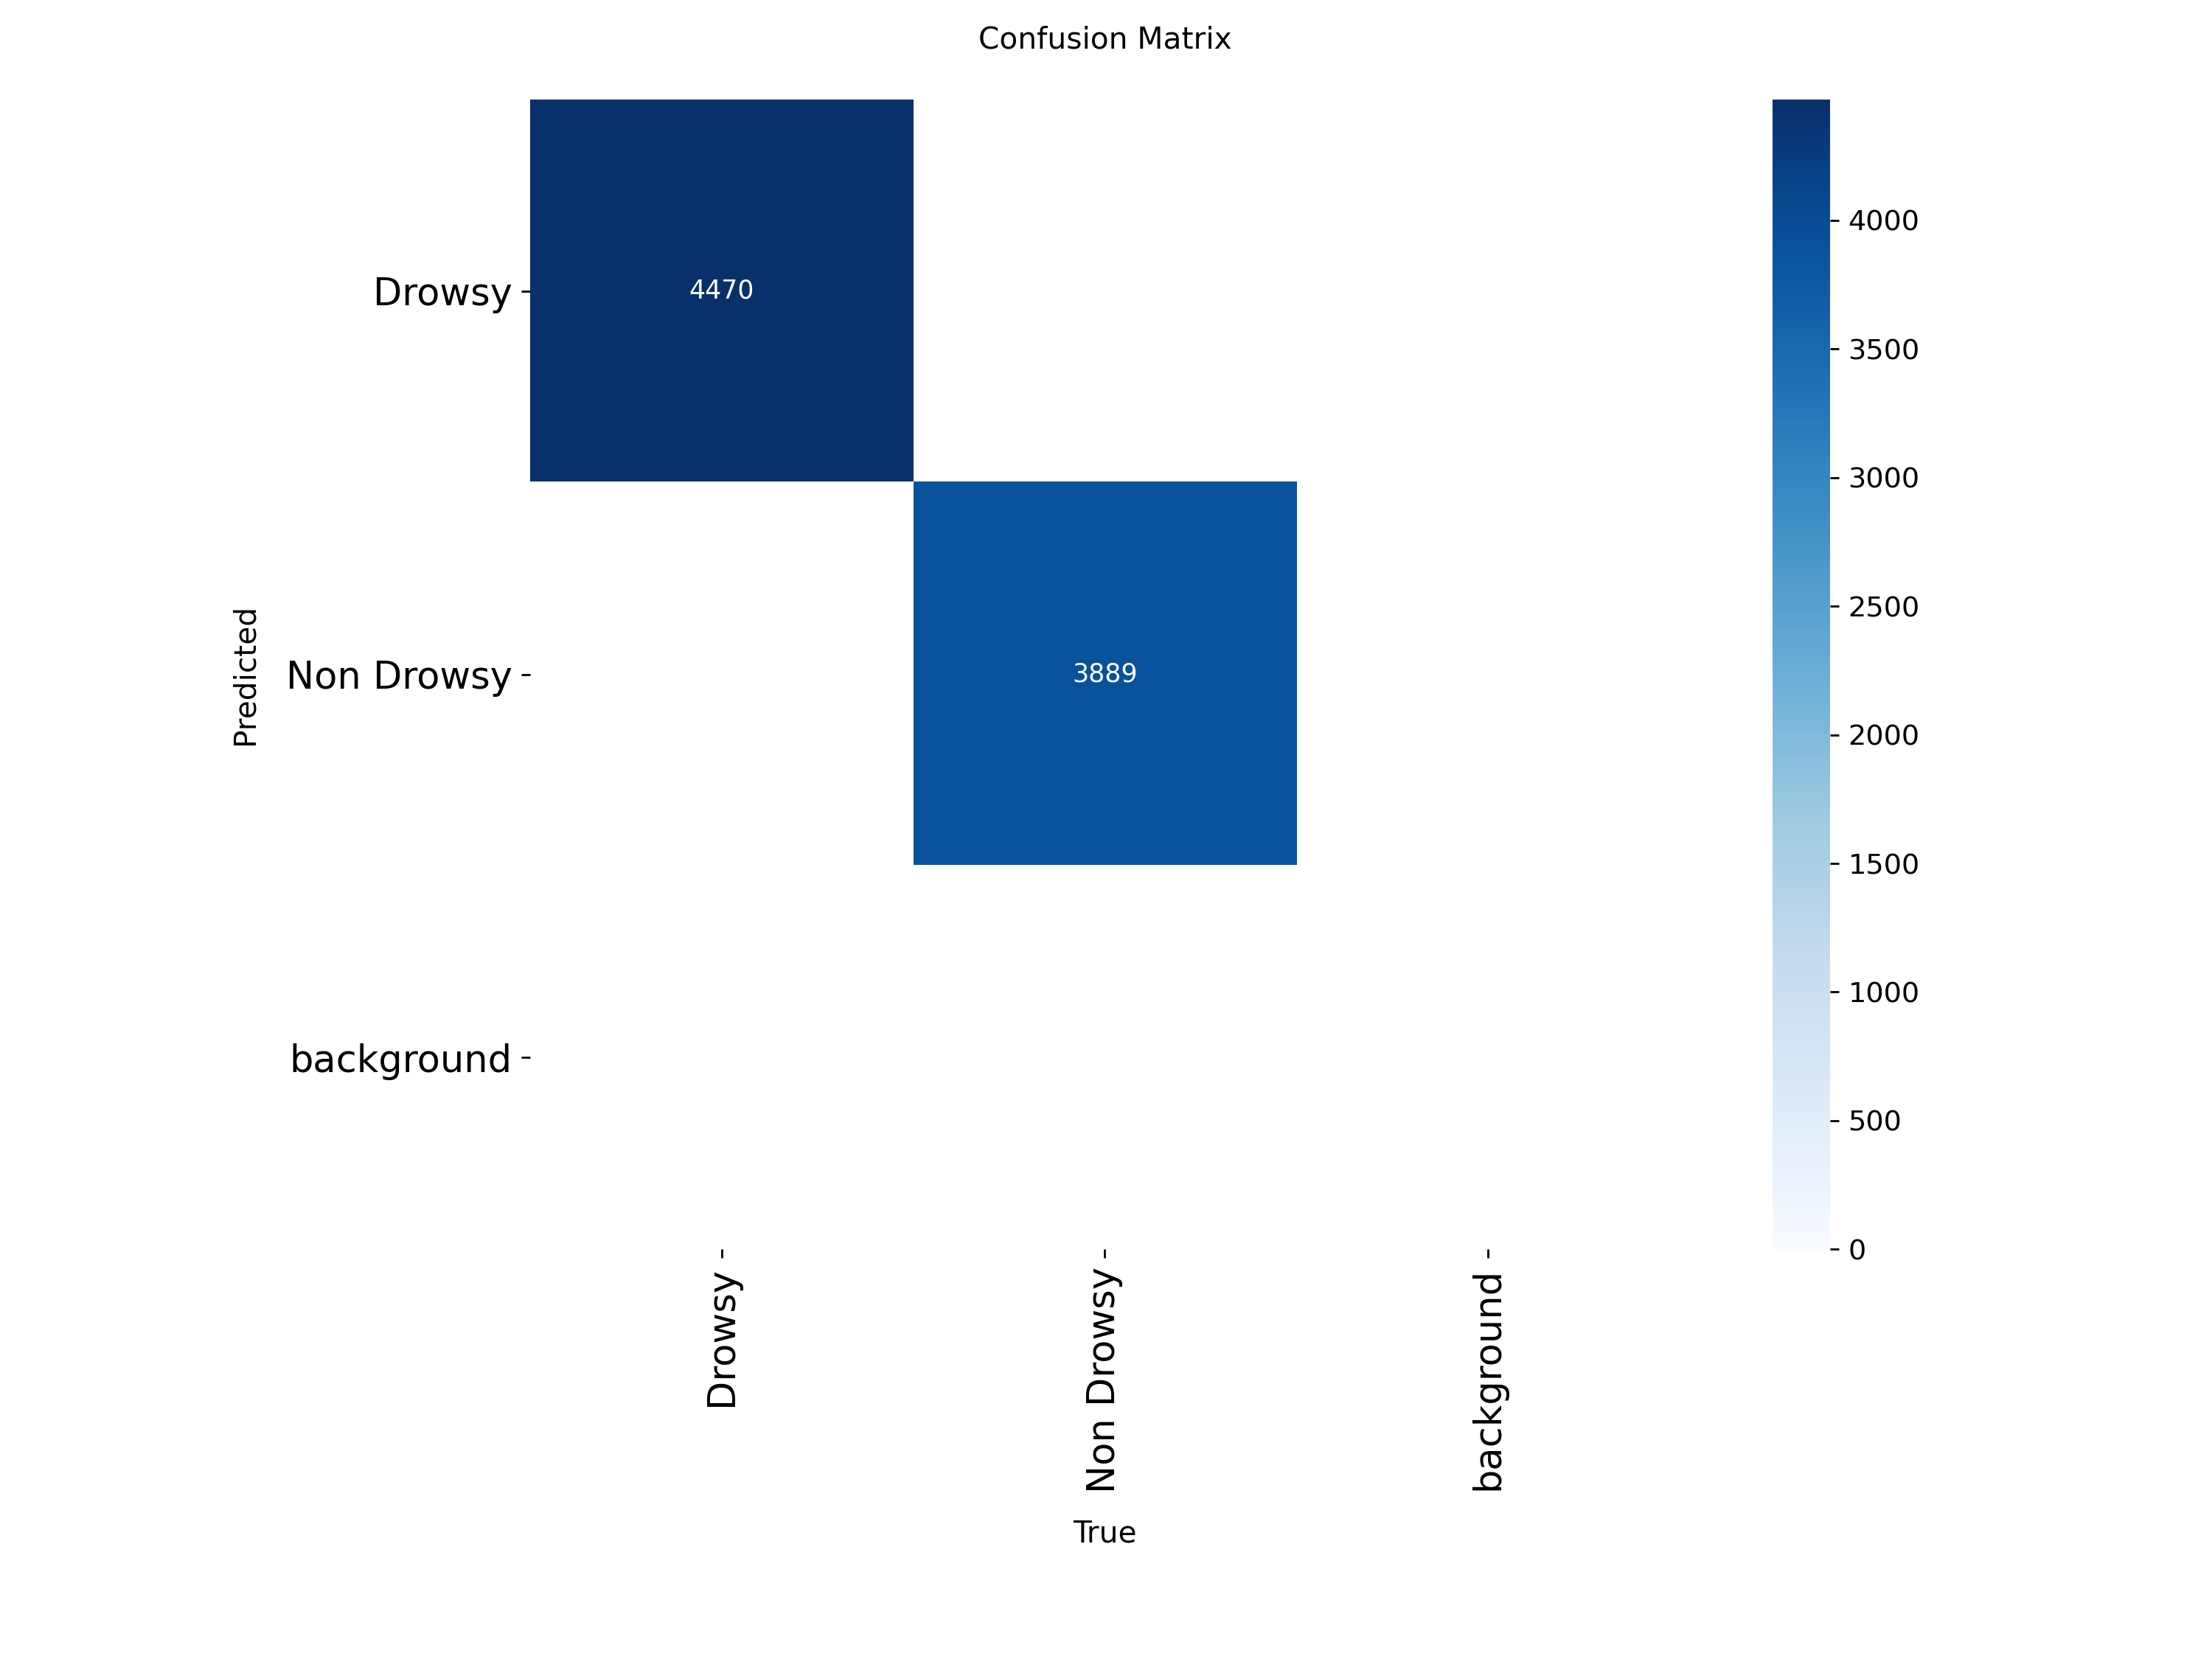 Confusion Matrix
Drowsy
Non Drowsy
background
Predicted
4470
3889
4000
3500
3000
2500
2000
1500
1000
500
0
Drowsy
Non Drowsy
background
True